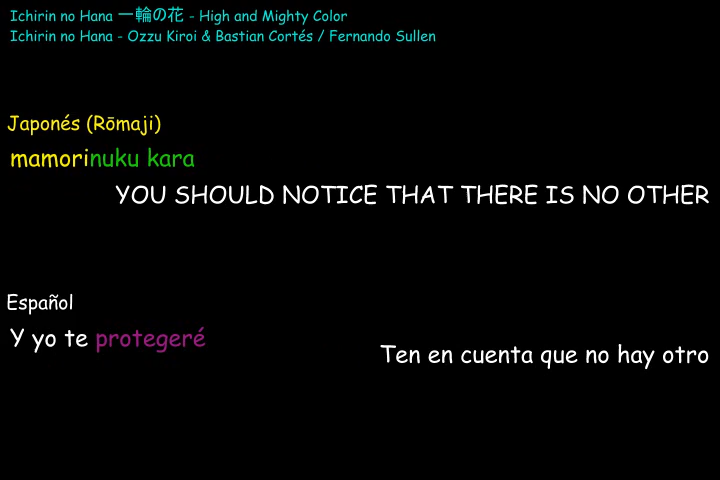 Ichirin no Hana 一輪の花 - High and Mighty Color
Ichirin no Hana - Ozzu Kiroi & Bastian Cortés / Fernando Sullen
Japonés (Rōmaji)
mamorinuku kara
YOU SHOULD NOTICE THAT THERE IS NO OTHER
Español
Y yo te protegeré
Ten en cuenta que no hay otro